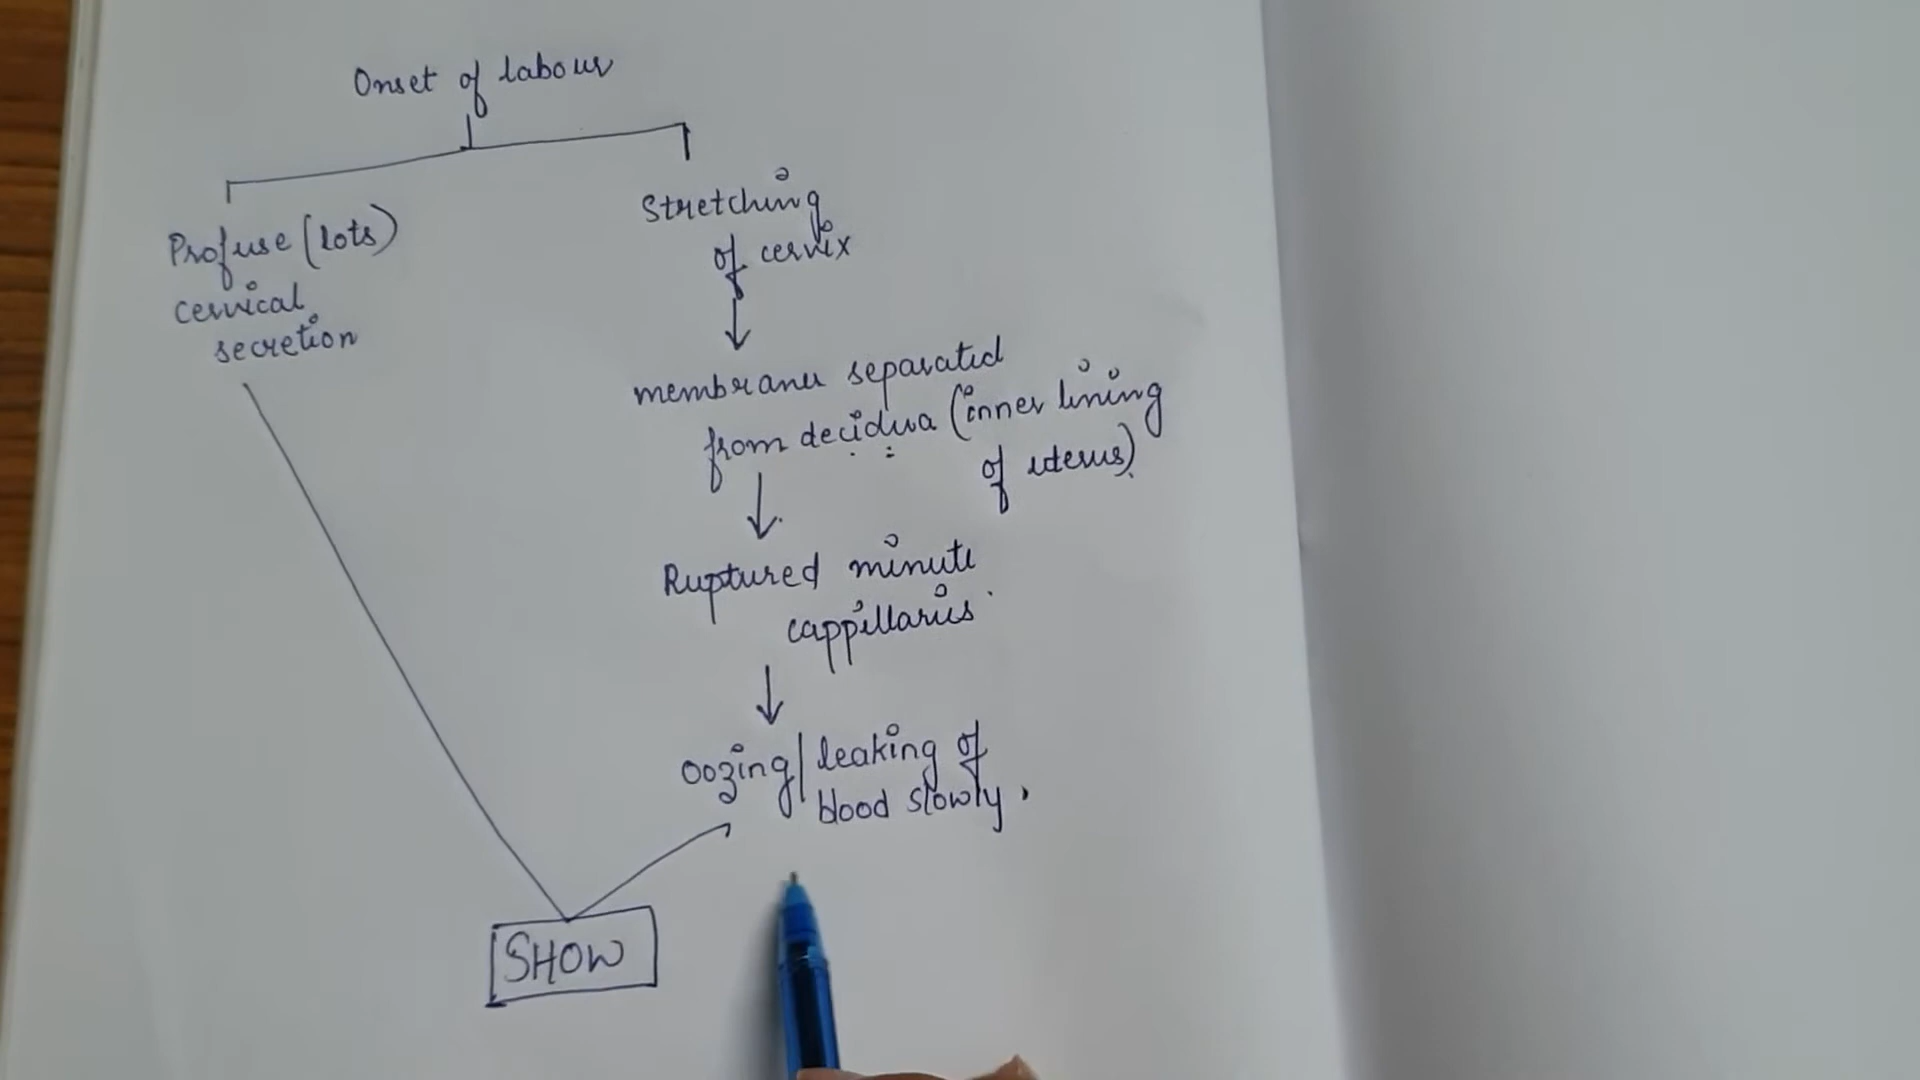 Onset of labour
Profuse (lots)
cervical
secretion
Stretching
of cervix
membranes separated
from decidua (inner lining
of uterus)
Ruptured minute
cappillaries
Oozing/leaking of
blood slowly.
SHOW